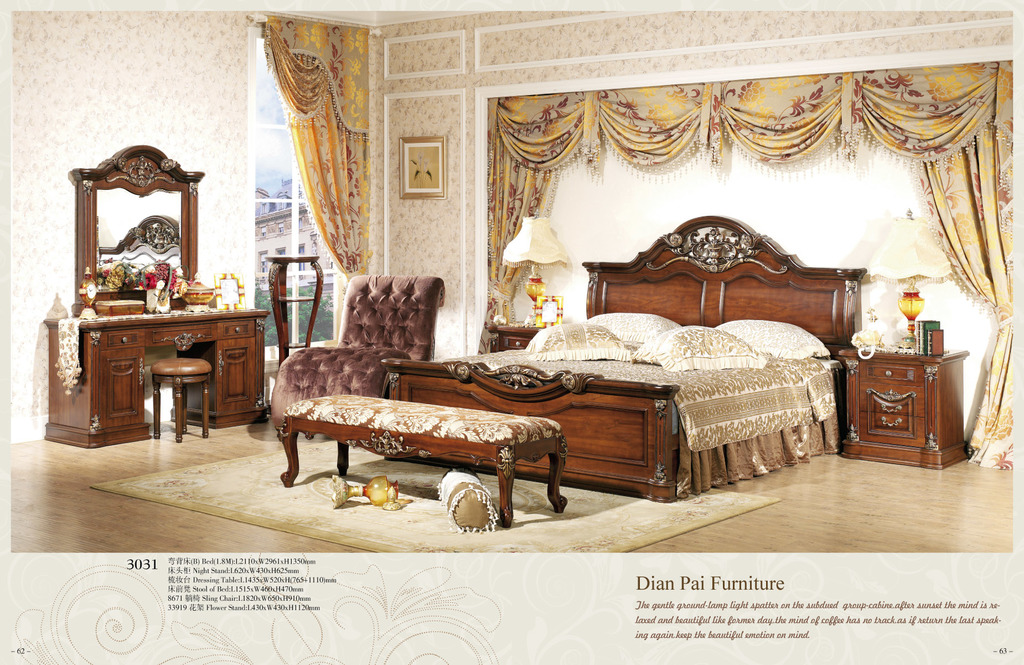 3031
弯背床(B) Bed(1.8M):L2110xW2961xH1350mm
床头柜 Night Stand:L620xW430xH625mm
梳妆台 Dressing Table:L1435xW520xH(765+1110)mm
床前凳 Stool of Bed:L1515xW460xH470mm
8671 躺椅 Sling Chair:L1820xW650xH910mm
33919 花架 Flower Stand:L430xW430xH1120mm
Dian Pai Furniture
The gentle ground-lamp light spatter on the subdued group-cabine.after sunset the mind is re-
laxed and beautiful like former day,the mind of coffee has no track.as if return the last speak-
ing again.keep the beautiful emotion on mind.
– 62 –
– 63 –